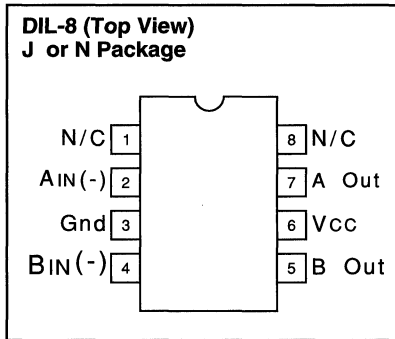 DIL-8 (Top View)
J or N Package
N/C 1 8 N/C
AIN(-) 2 7 A Out
Gnd 3 6 Vcc
BIN(-) 4 5 B Out